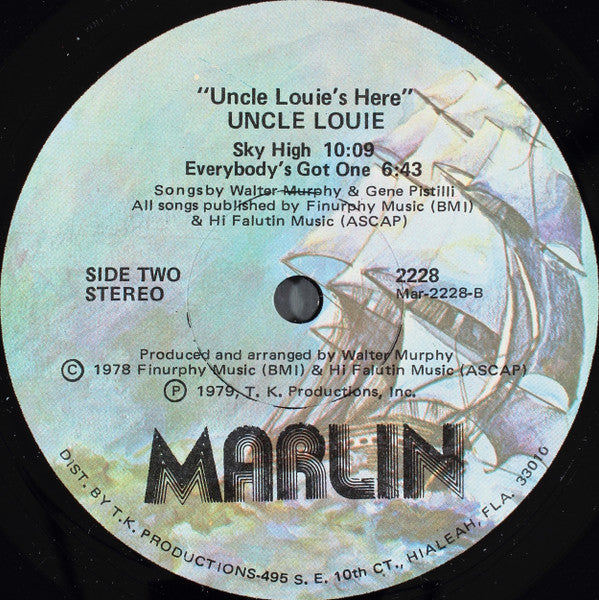 "Uncle Louie's Here"
UNCLE LOUIE
Sky High 10:09
Everybody's Got One 6:43
Songsby Walter Murphy & Gene Pistilli
All songs published by Finurphy Music (BMI)
& Hi Falutin Music (ASCAP)
SIDE TWO
STEREO
2228
Mar-2228-B
Produced and arranged by Walter Murphy
© 1978 Finurphy Music (BMI) & Hi Falutin Music (ASCAP)
℗ 1979, T. K. Productions, Inc.
MARLIN
DIST. BY T.K. PRODUCTIONS-495 S. E. 10th CT., HIALEAH, FLA. 33010